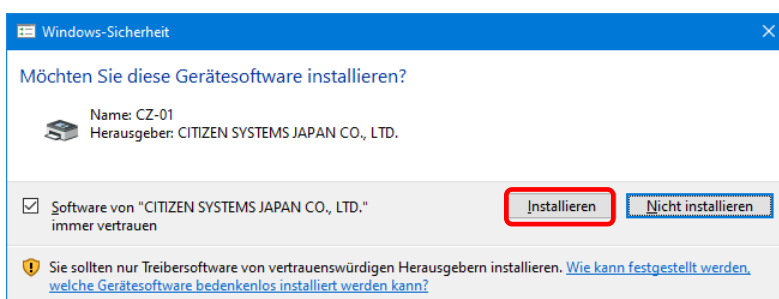 Windows-Sicherheit
Möchten Sie diese Gerätesoftware installieren?
Name: CZ-01
Herausgeber: CITIZEN SYSTEMS JAPAN CO., LTD.
Software von "CITIZEN SYSTEMS JAPAN CO., LTD."
immer vertrauen
Installieren
Nicht installieren
Sie sollten nur Treibersoftware von vertrauenswürdigen Herausgebern installieren. Wie kann festgestellt werden,
welche Gerätesoftware bedenkenlos installiert werden kann?